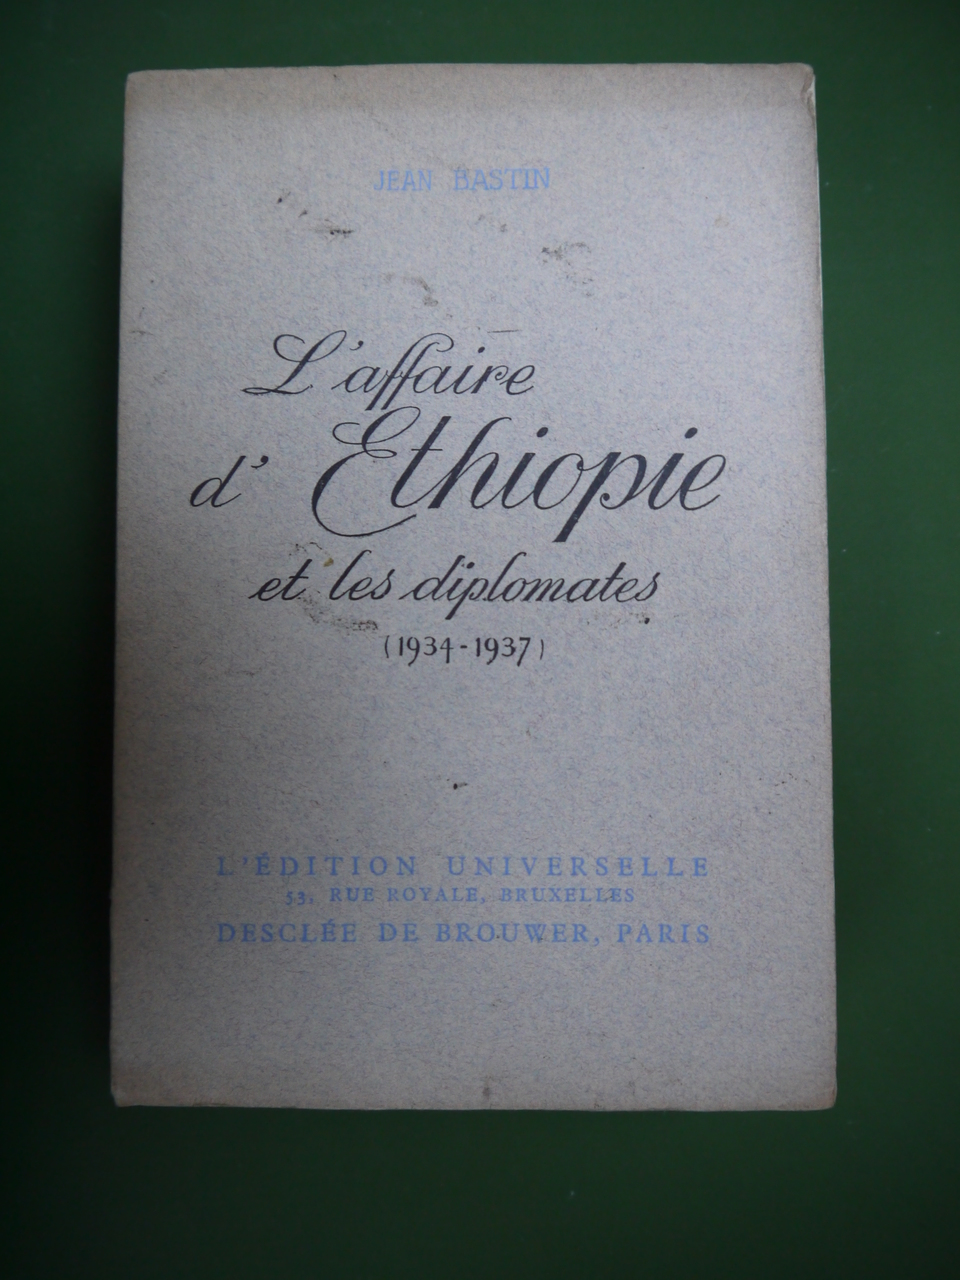 JEAN BASTIN
L'affaire
d'Ethiopie
et les diplomates
(1934-1937)
L'ÉDITION UNIVERSELLE
53, RUE ROYALE, BRUXELLES
DESCLÉE DE BROUWER, PARIS